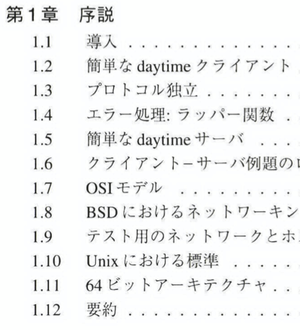 第1章 序説
1.1 導入 . . . . . . . . . . . .
1.2 簡単な daytime クライアント .
1.3 プロトコル独立 . . . . . . .
1.4 エラー処理: ラッパー関数 .
1.5 簡単な daytime サーバ . . . .
1.6 クライアント−サーバ例題の
1.7 OSI モデル . . . . . . . .
1.8 BSD におけるネットワーキン
1.9 テスト用のネットワークとホ
1.10 Unix における標準 . . . . .
1.11 64 ビットアーキテクチャ . .
1.12 要約 . . . . . . . . . . . .